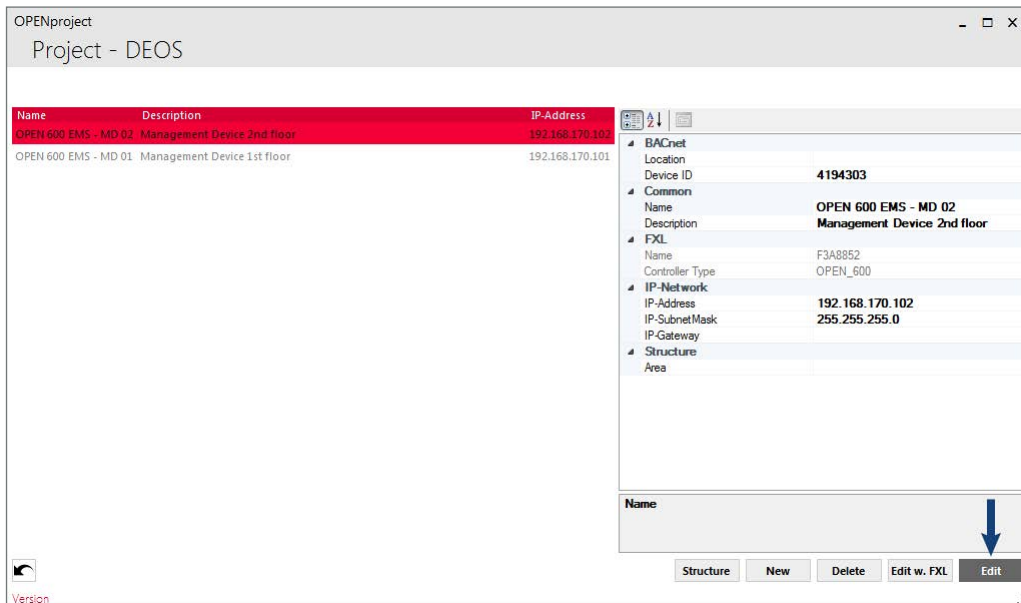 OPENproject
Project - DEOS
Name Description IP-Address
OPEN 600 EMS - MD 02 Management Device 2nd floor 192.168.170.102
OPEN 600 EMS - MD 01 Management Device 1st floor 192.168.170.101
BACnet
Location
Device ID 4194303
Common
Name OPEN 600 EMS - MD 02
Description Management Device 2nd floor
FXL
Name F3A8852
Controller Type OPEN_600
IP-Network
IP-Address 192.168.170.102
IP-SubnetMask 255.255.255.0
IP-Gateway
Structure
Area
Name
Structure New Delete Edit w. FXL Edit
Version